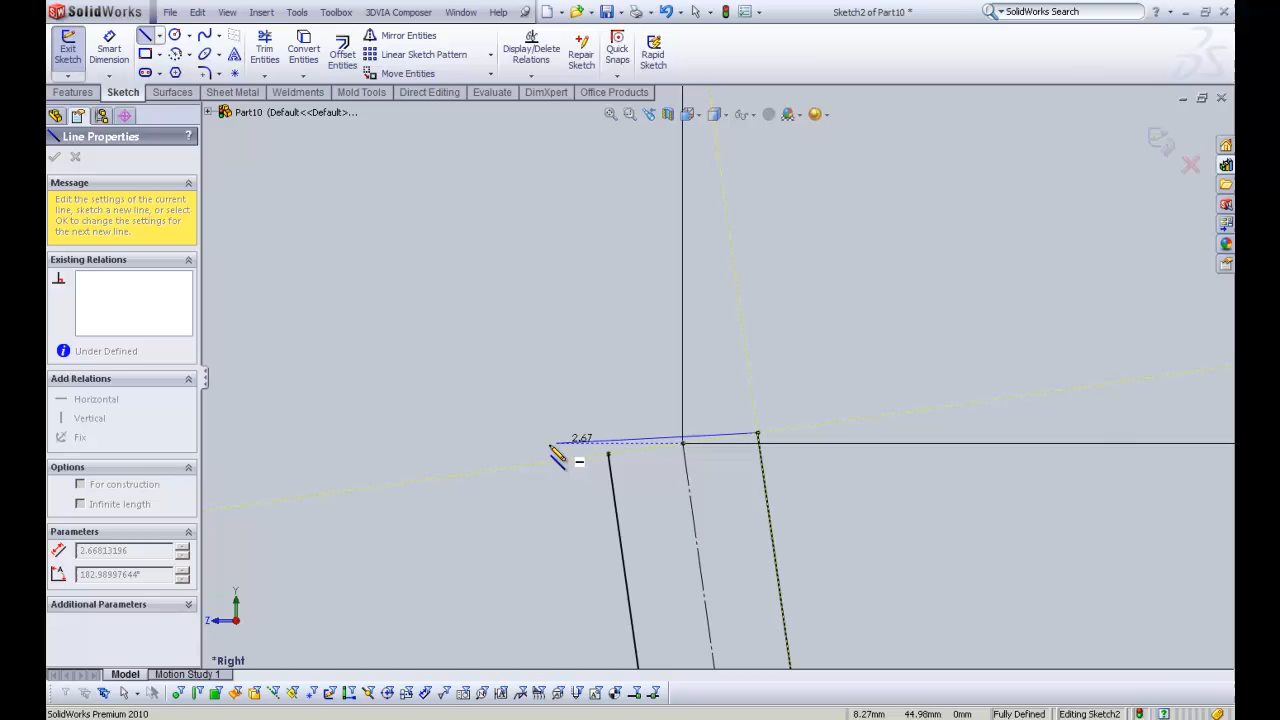 SolidWorks File Edit View Insert Tools Toolbox 3DVIA Composer Window Help Sketch2 of Part10 * SolidWorks Search
Exit Sketch
Smart Dimension
Trim Entities
Convert Entities
Offset Entities
Mirror Entities
Linear Sketch Pattern
Move Entities
Display/Delete Relations
Repair Sketch
Quick Snaps
Rapid Sketch
Features Sketch Surfaces Sheet Metal Weldments Mold Tools Direct Editing Evaluate DimXpert Office Products
Part10 (Default<<Default>...
Line Properties ?
Message
Edit the settings of the current
line, sketch a new line, or select
OK to change the settings for
the next new line.
Existing Relations
Under Defined
Add Relations
Horizontal
Vertical
Fix
Options
For construction
Infinite length
Parameters
2.66813196
182.98997644°
Additional Parameters
2.67
Y
Z
*Right
Model Motion Study 1
SolidWorks Premium 2010 8.27mm 44.98mm 0mm Fully Defined Editing Sketch2